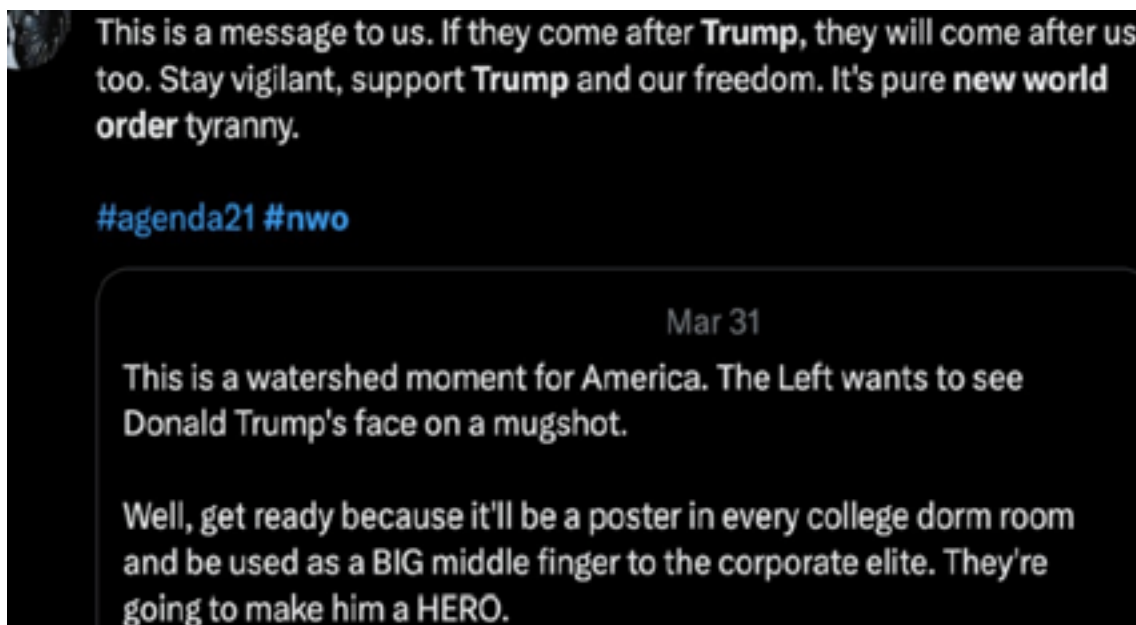 This is a message to us. If they come after Trump, they will come after us
too. Stay vigilant, support Trump and our freedom. It's pure new world
order tyranny.
#agenda21 #nwo
Mar 31
This is a watershed moment for America. The Left wants to see
Donald Trump's face on a mugshot.
Well, get ready because it'll be a poster in every college dorm room
and be used as a BIG middle finger to the corporate elite. They're
going to make him a HERO.